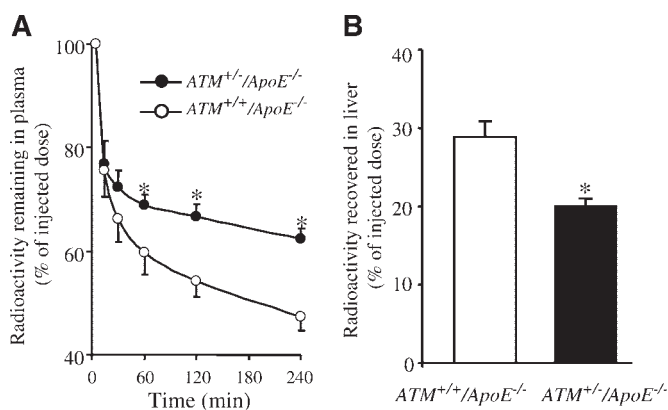 A
Radioactivity remaining in plasma
(% of injected dose)
100
80
60
40
ATM+/-/ApoE-/-
ATM+/+/ApoE-/-
*
*
*
0 60 120 180 240
Time (min)
B
Radioactivity recovered in liver
(% of injected dose)
40
30
20
10
0
*
ATM+/+/ApoE-/- ATM+/-/ApoE-/-